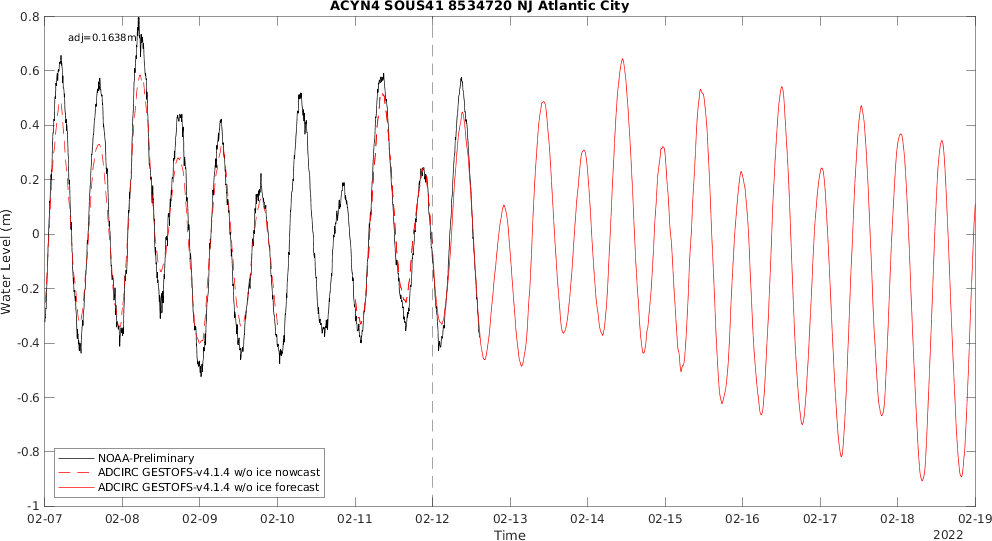 ACYN4 SOUS41 8534720 NJ Atlantic City
adj=0.1638m
0.8
0.6
0.4
0.2
0
-0.2
-0.4
-0.6
-0.8
-1
Water Level (m)
NOAA-Preliminary
ADCIRC GESTOFS-v4.1.4 w/o ice nowcast
ADCIRC GESTOFS-v4.1.4 w/o ice forecast
02-07 02-08 02-09 02-10 02-11 02-12 02-13 02-14 02-15 02-16 02-17 02-18 02-19
Time
2022